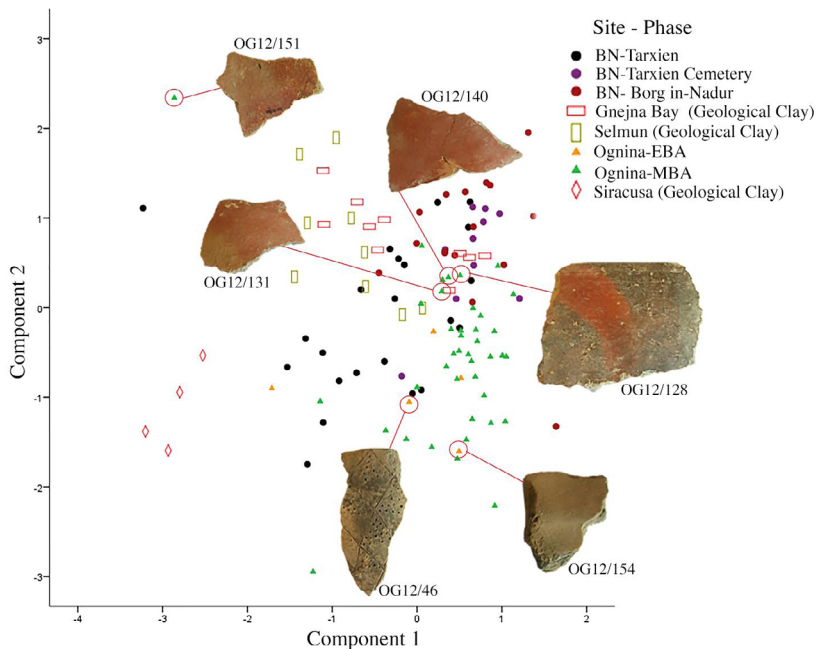 3
2
1
0
-1
-2
-3
-4
-3
-2
-1
0
1
2
Component 2
Component 1
OG12/151
OG12/140
OG12/131
OG12/128
OG12/46
OG12/154
Site - Phase
BN-Tarxien
BN-Tarxien Cemetery
BN- Borg in-Nadur
Gnejna Bay (Geological Clay)
Selmun (Geological Clay)
Ognina-EBA
Ognina-MBA
Siracusa (Geological Clay)